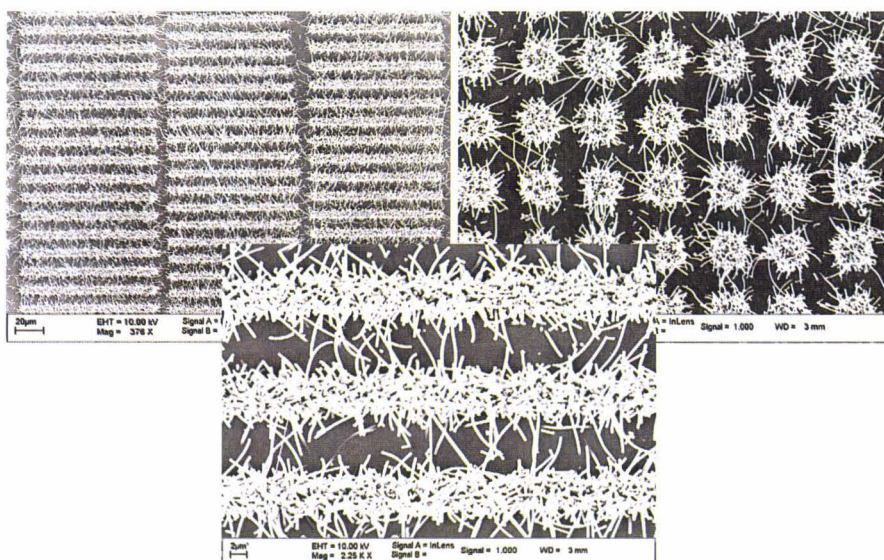 20µm
EHT = 10.00 kV
Mag = 376 X
Signal A =
Signal B =
= InLens
=
Signal = 1.000
WD = 3 mm
2µm
EHT = 10.00 kV
Mag = 2.25 K X
Signal A = InLens
Signal B =
Signal = 1.000
WD = 3 mm